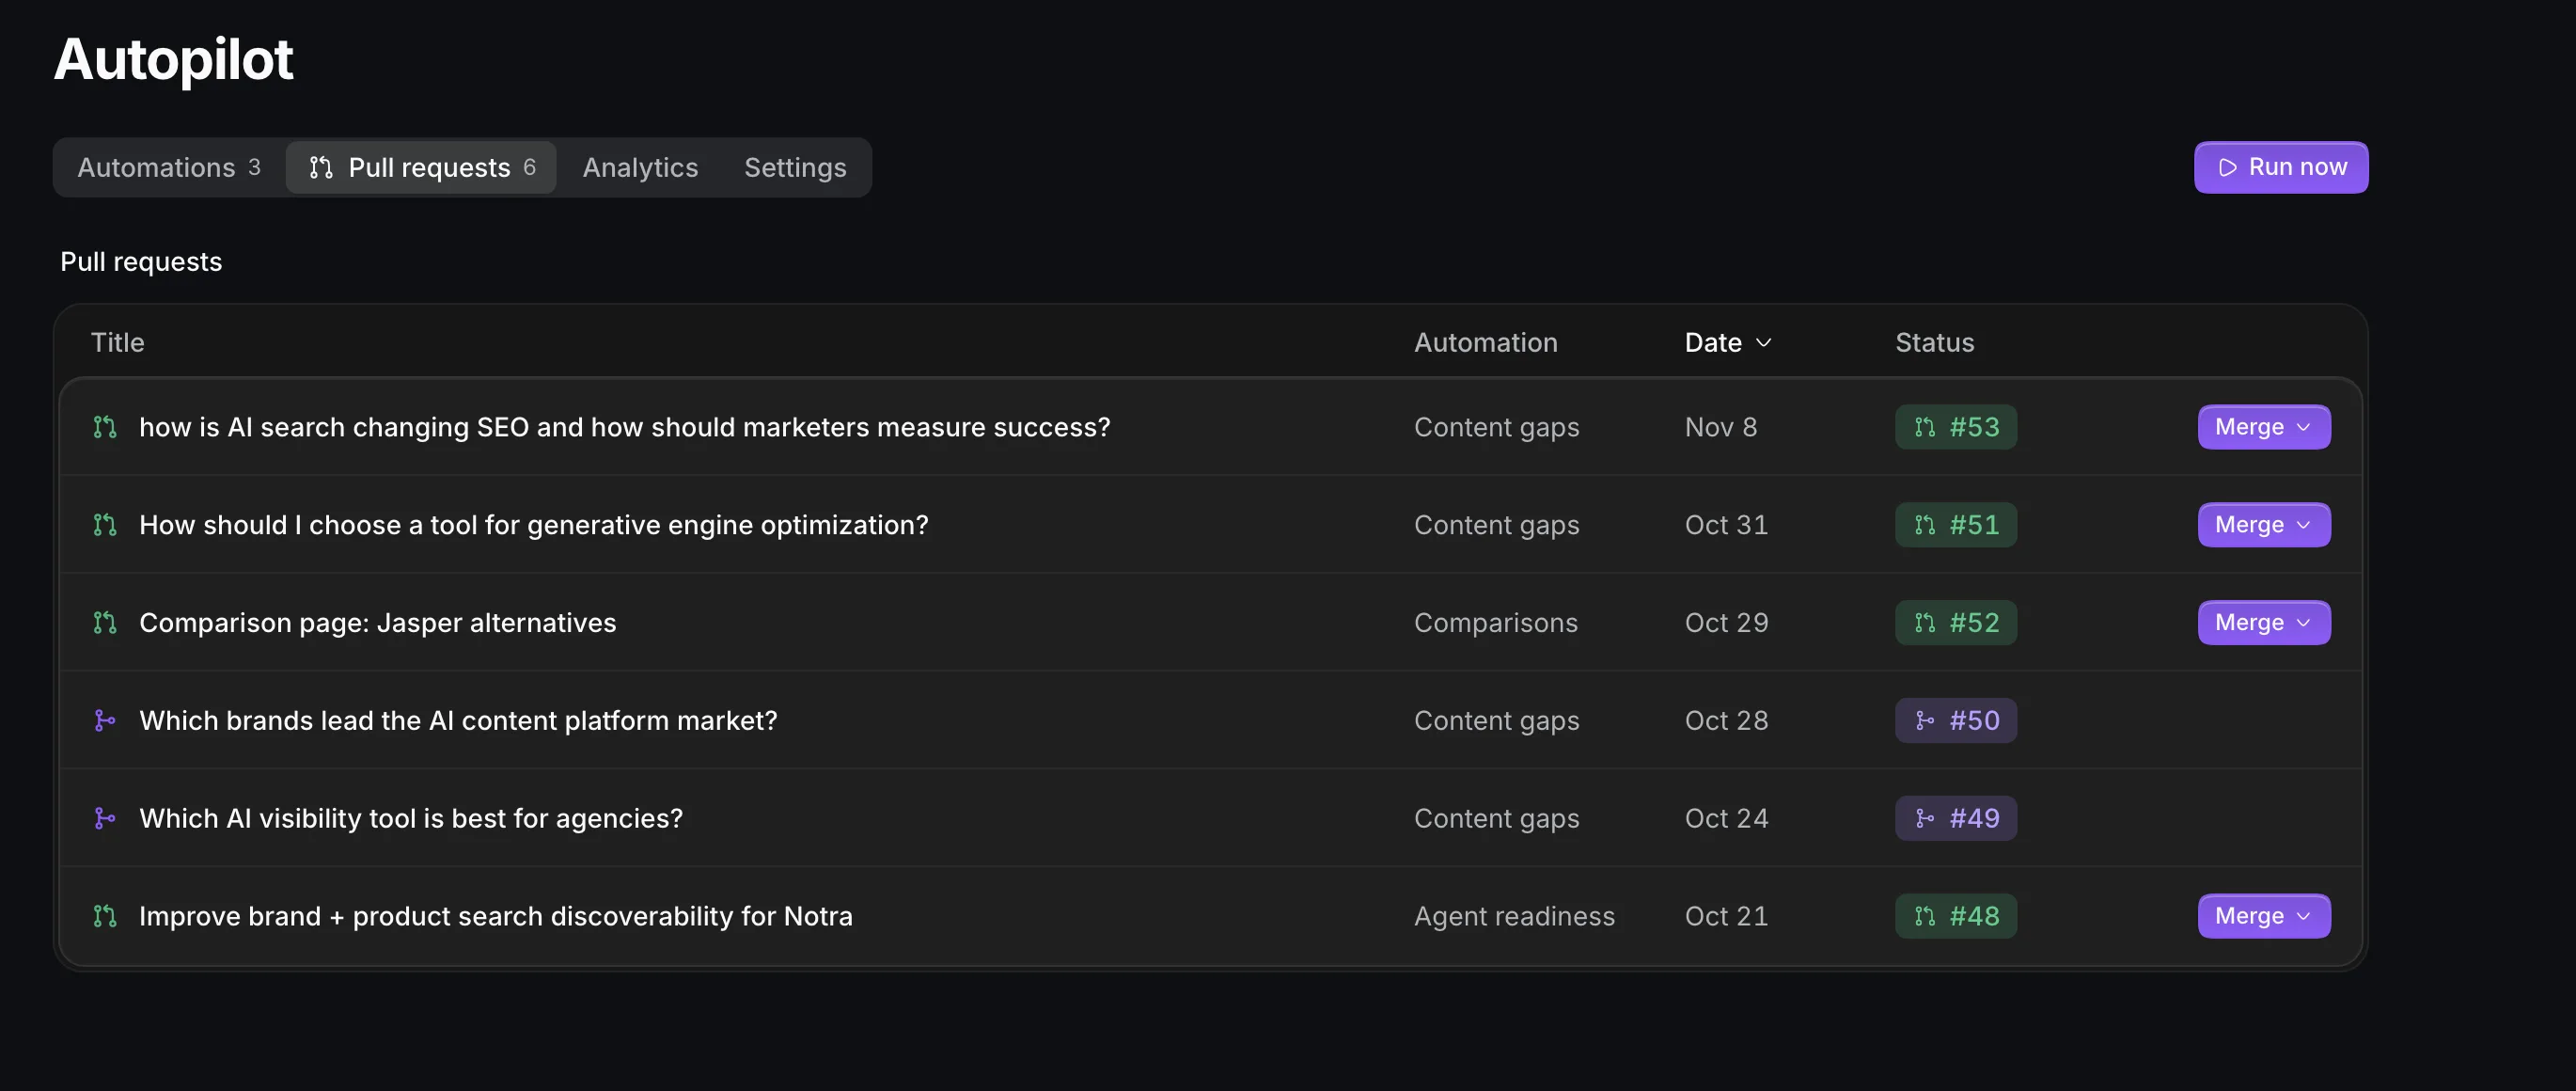 Autopilot
Automations 3 Pull requests 6 Analytics Settings Run now
Pull requests
Title Automation Date Status
how is AI search changing SEO and how should marketers measure success? Content gaps Nov 8 #53 Merge
How should I choose a tool for generative engine optimization? Content gaps Oct 31 #51 Merge
Comparison page: Jasper alternatives Comparisons Oct 29 #52 Merge
Which brands lead the AI content platform market? Content gaps Oct 28 #50
Which AI visibility tool is best for agencies? Content gaps Oct 24 #49
Improve brand + product search discoverability for Notra Agent readiness Oct 21 #48 Merge